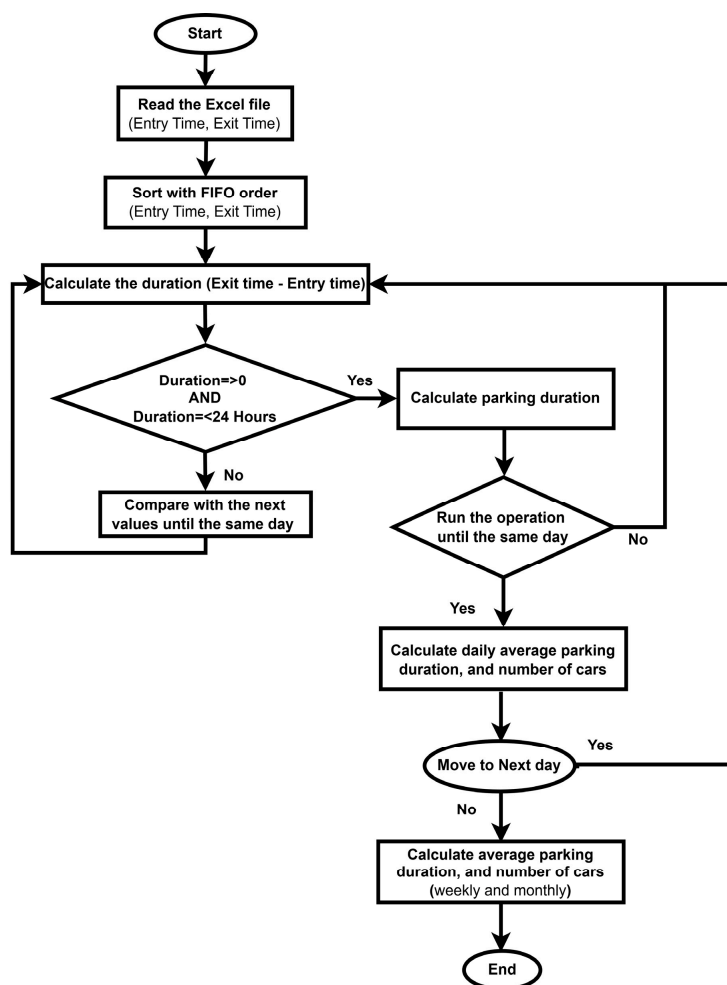 Start
Read the Excel file
(Entry Time, Exit Time)
Sort with FIFO order
(Entry Time, Exit Time)
Calculate the duration (Exit time - Entry time)
Duration=>0
AND
Duration=<24 Hours
Yes
Calculate parking duration
No
Compare with the next
values until the same day
Run the operation
until the same day
No
Yes
Calculate daily average parking
duration, and number of cars
Move to Next day
Yes
No
Calculate average parking
duration, and number of cars
(weekly and monthly)
End